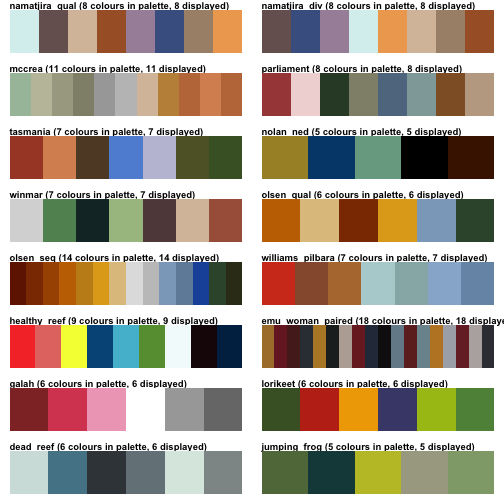 namatjira_qual (8 colours in palette, 8 displayed)
namatjira_div (8 colours in palette, 8 displayed)
mccrea (11 colours in palette, 11 displayed)
parliament (8 colours in palette, 8 displayed)
tasmania (7 colours in palette, 7 displayed)
nolan_ned (5 colours in palette, 5 displayed)
winmar (7 colours in palette, 7 displayed)
olsen_qual (6 colours in palette, 6 displayed)
olsen_seq (14 colours in palette, 14 displayed)
williams_pilbara (7 colours in palette, 7 displayed)
healthy_reef (9 colours in palette, 9 displayed)
emu_woman_paired (18 colours in palette, 18 displaye
galah (6 colours in palette, 6 displayed)
lorikeet (6 colours in palette, 6 displayed)
dead_reef (6 colours in palette, 6 displayed)
jumping_frog (5 colours in palette, 5 displayed)